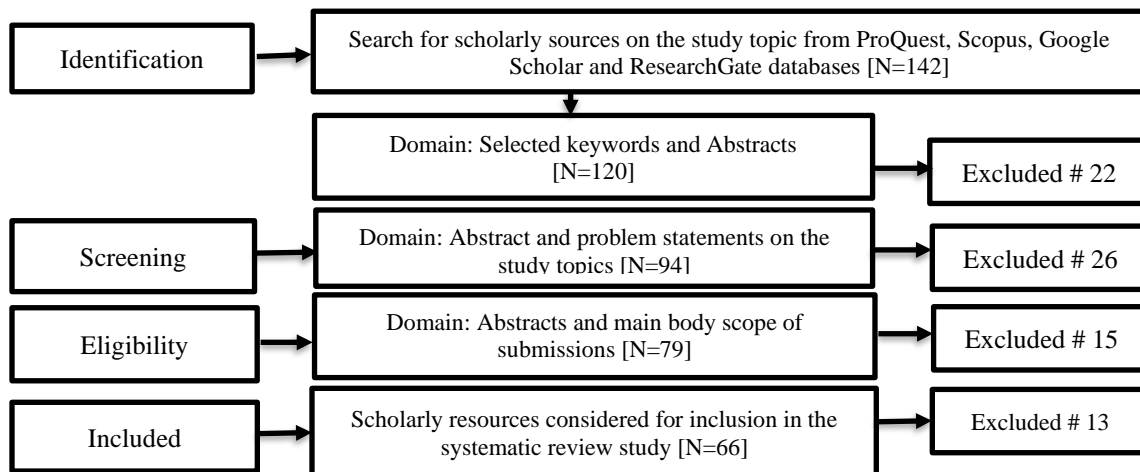 Identification
Search for scholarly sources on the study topic from ProQuest, Scopus, Google
Scholar and ResearchGate databases [N=142]
Domain: Selected keywords and Abstracts
[N=120]
Excluded # 22
Screening
Domain: Abstract and problem statements on the
study topics [N=94]
Excluded # 26
Eligibility
Domain: Abstracts and main body scope of
submissions [N=79]
Excluded # 15
Included
Scholarly resources considered for inclusion in the
systematic review study [N=66]
Excluded # 13